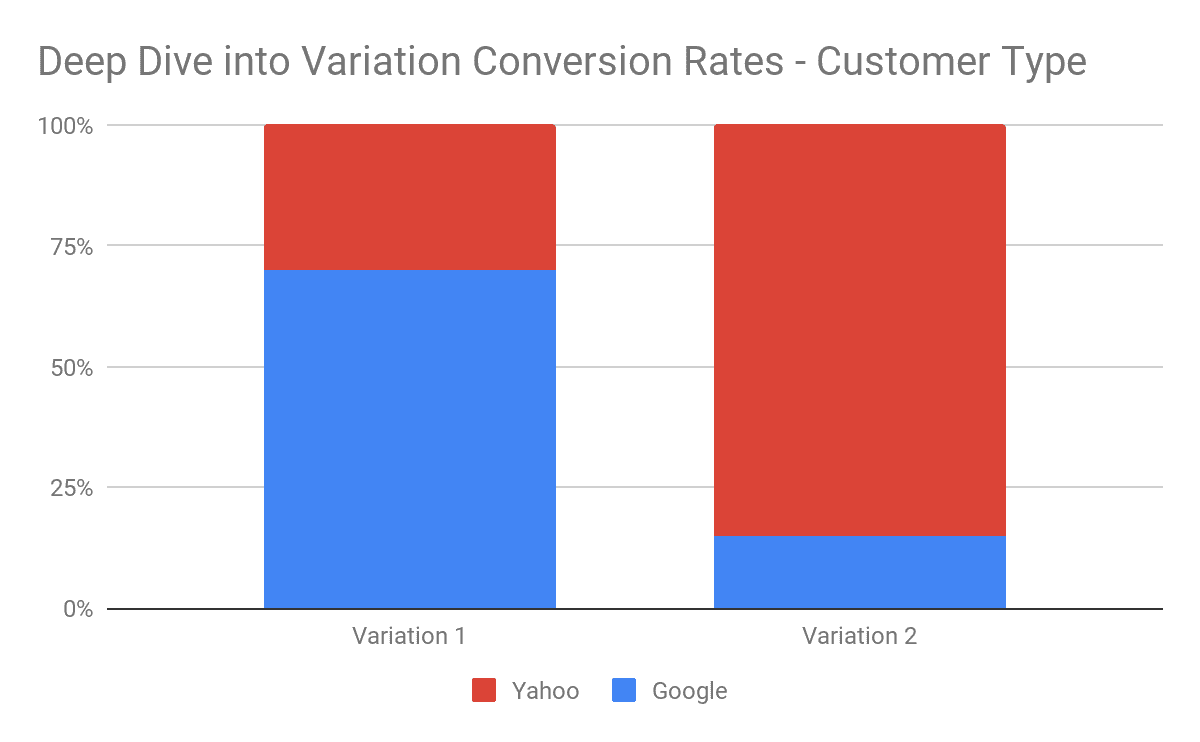 Deep Dive into Variation Conversion Rates - Customer Type
100%
75%
50%
25%
0%
Variation 1 Variation 2
Yahoo Google